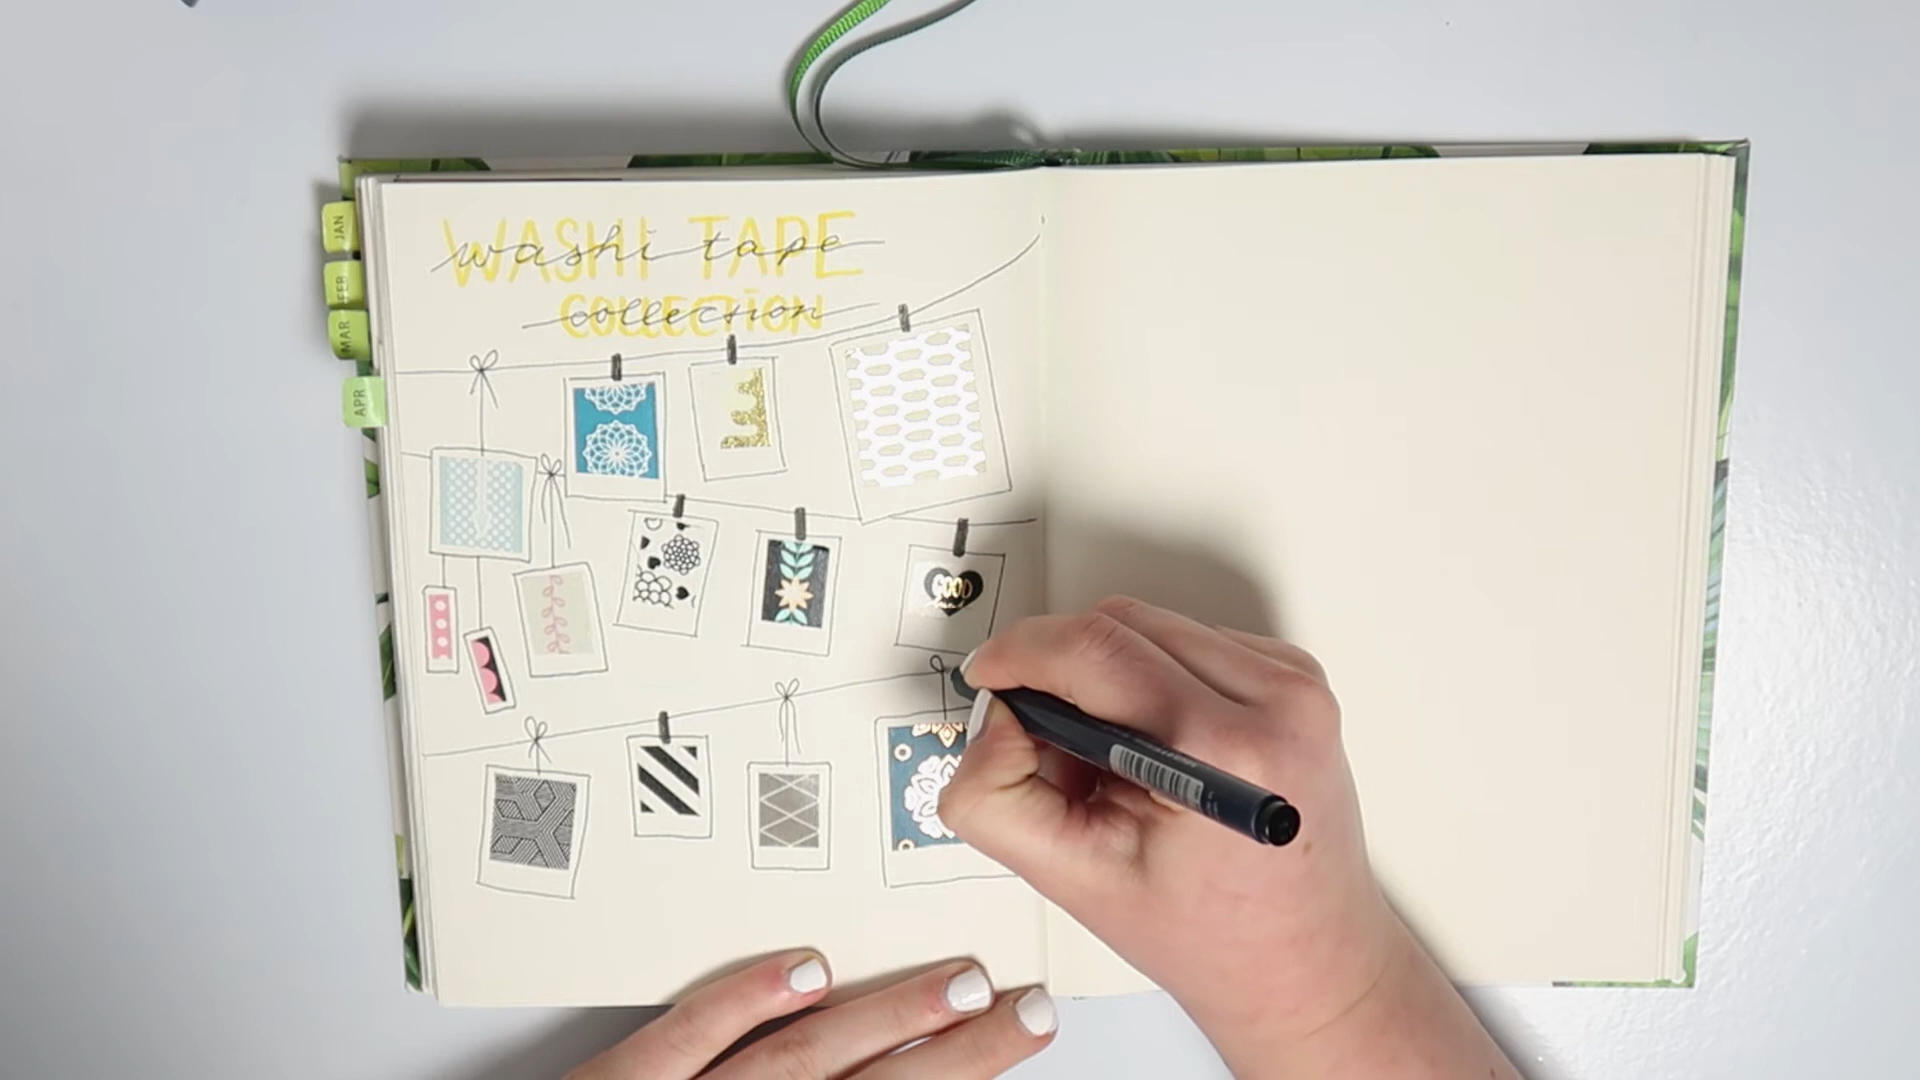 WASHI TAPE
washi tape
COLLECTION
collection
JAN
FEB
MAR
APR
GOOD